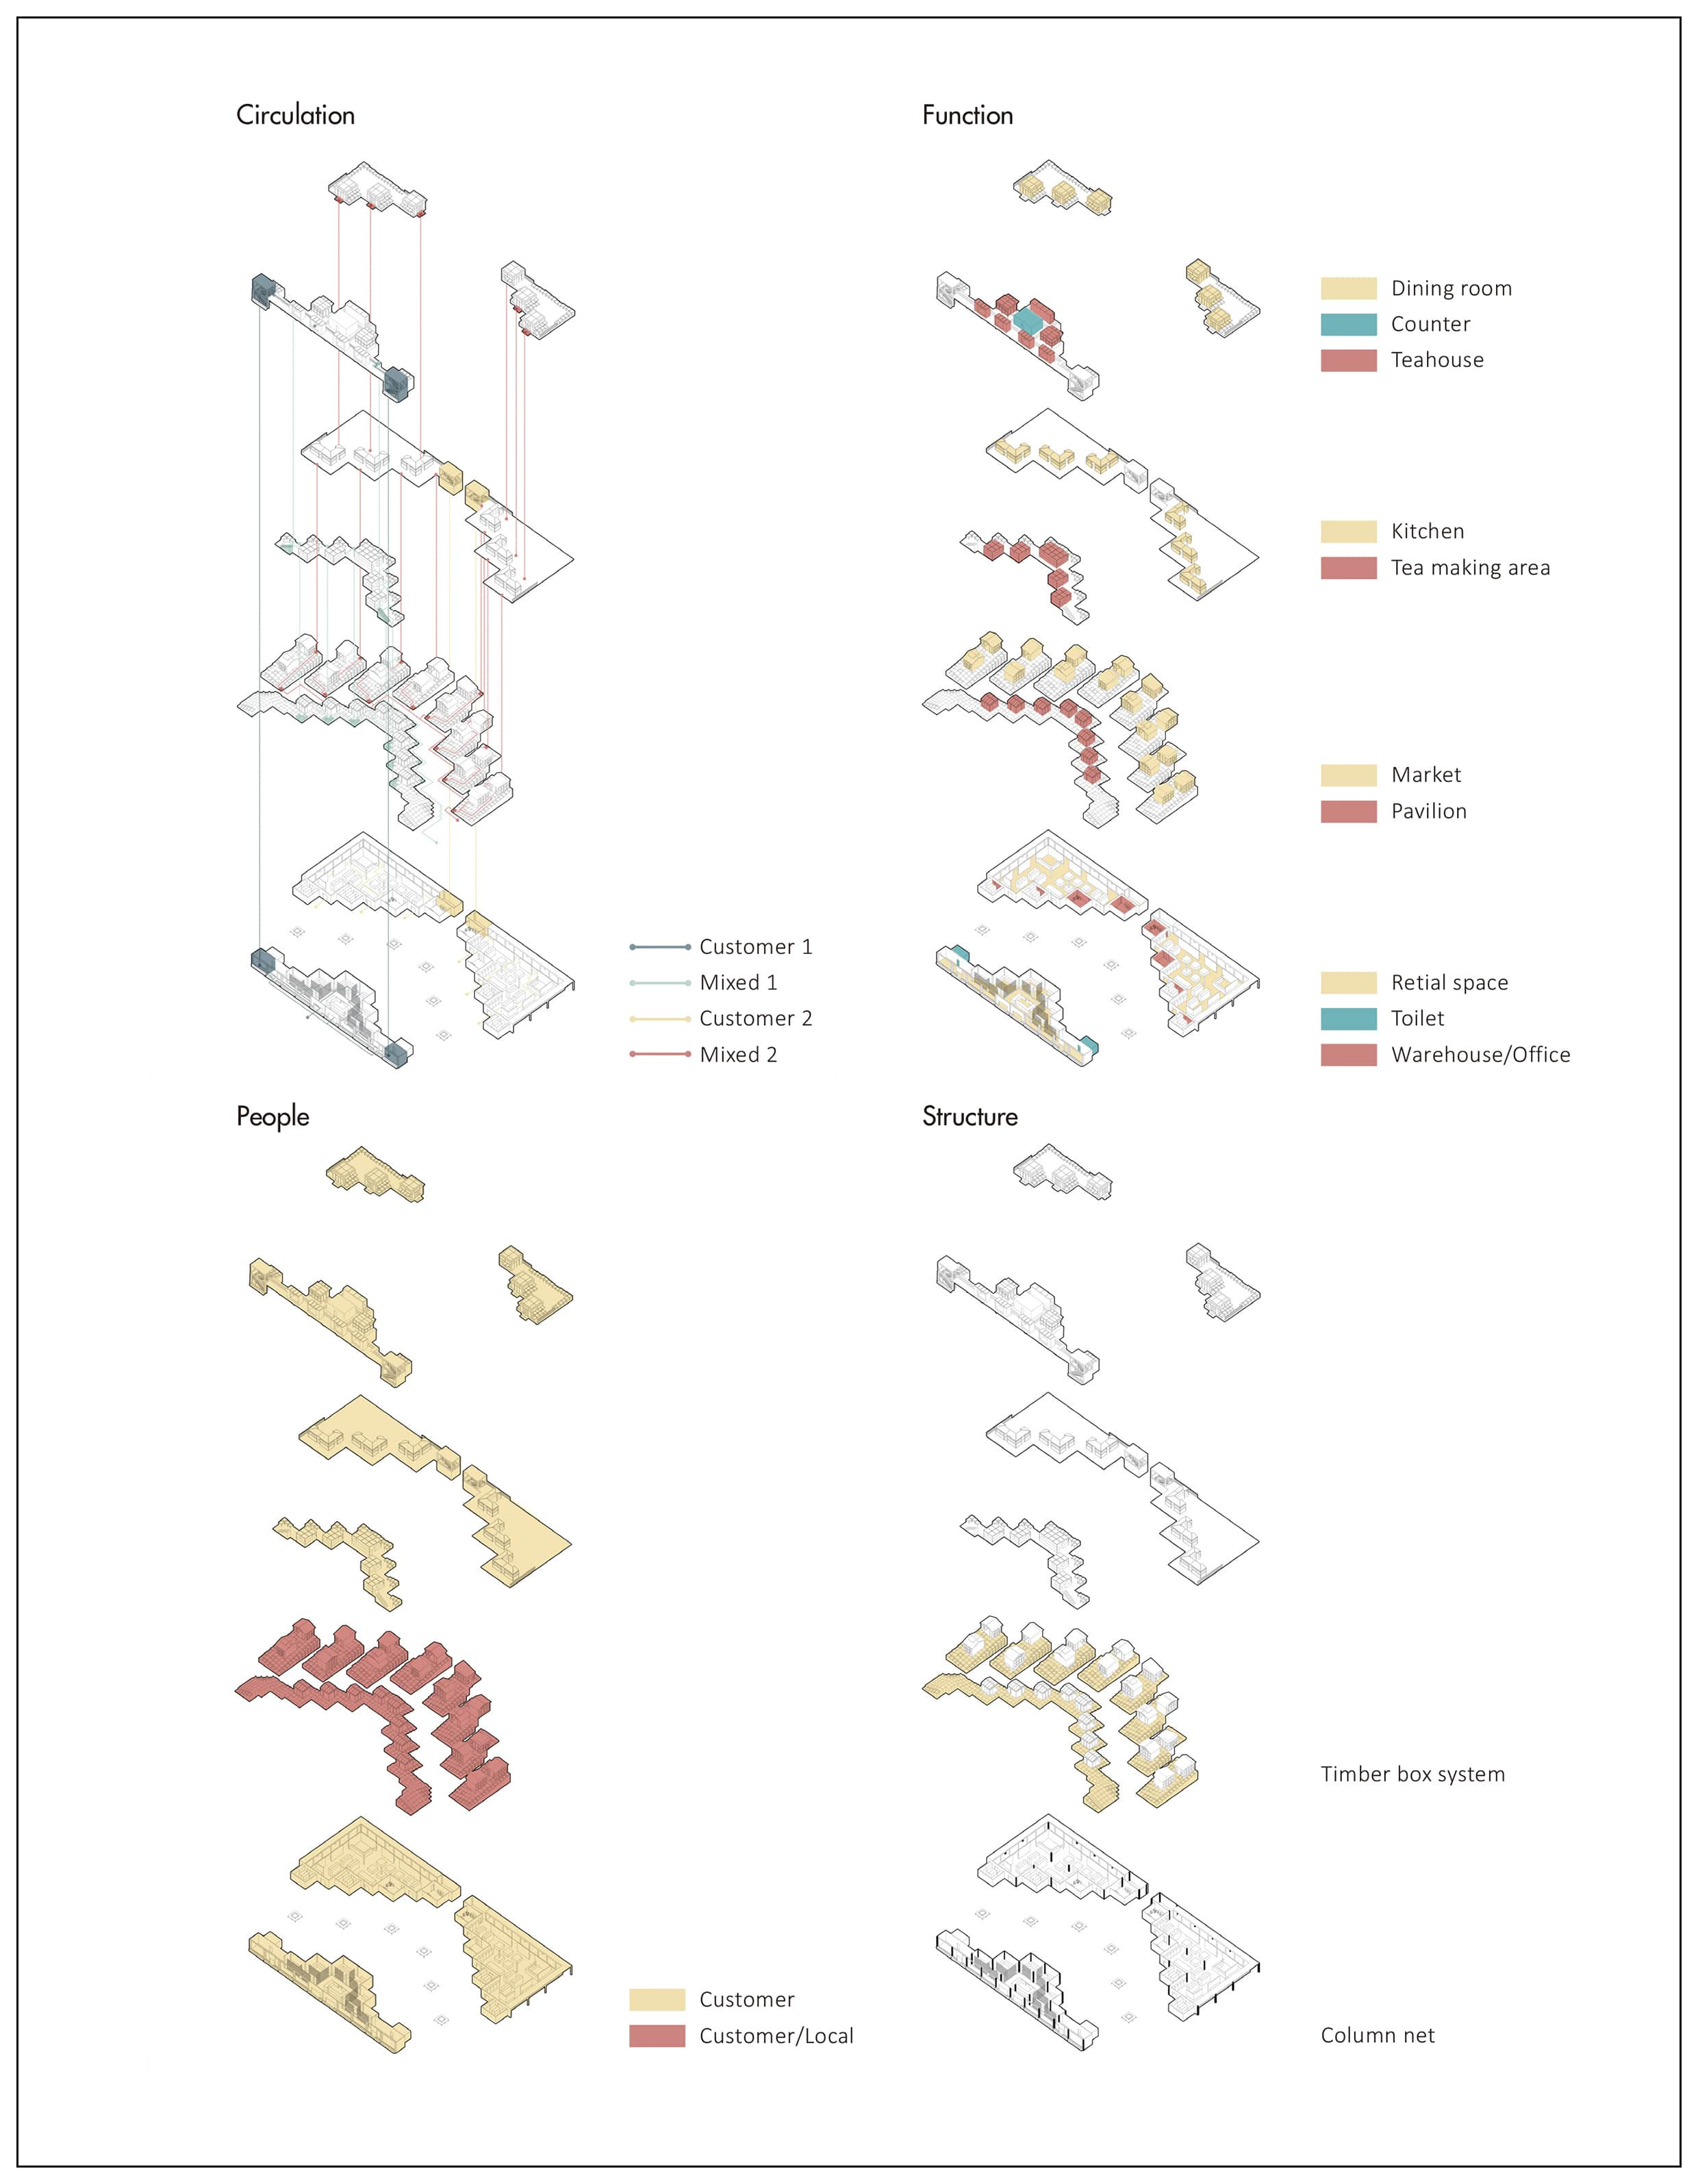 Circulation
Function
Dining room
Counter
Teahouse
Kitchen
Tea making area
Market
Pavilion
Customer 1
Mixed 1
Customer 2
Mixed 2
Retial space
Toilet
Warehouse/Office
People
Structure
Timber box system
Customer
Customer/Local
Column net